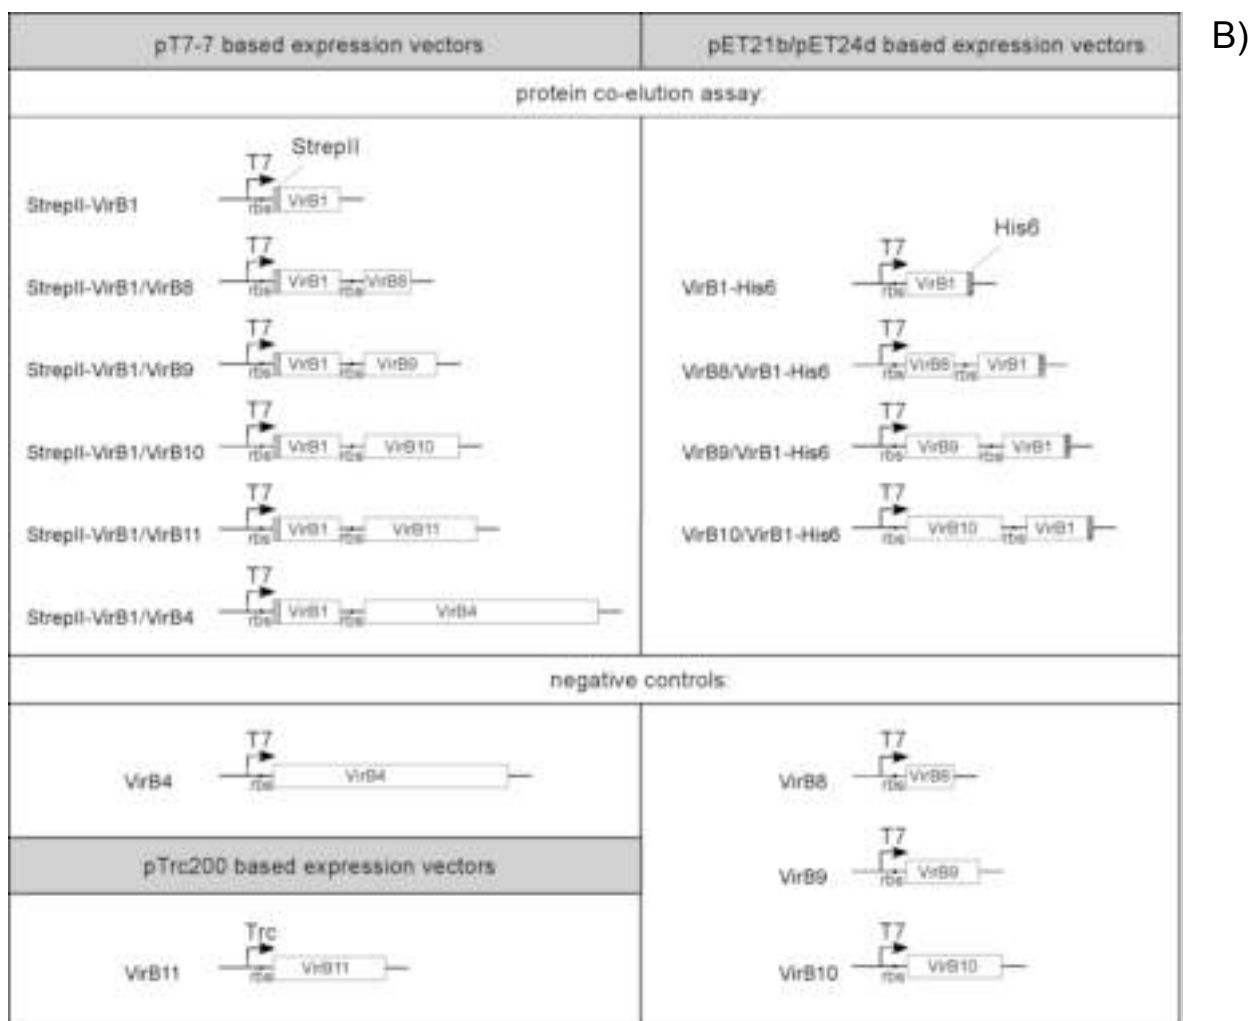 B)
pT7-7 based expression vectors
pET21b/pET24d based expression vectors
protein co-elution assay:
StrepII
T7
StrepII-VirB1
rbs VirB1
T7
StrepII-VirB1/VirB8
rbs VirB1 rbs VirB8
T7
StrepII-VirB1/VirB9
rbs VirB1 rbs VirB9
T7
StrepII-VirB1/VirB10
rbs VirB1 rbs VirB10
T7
StrepII-VirB1/VirB11
rbs VirB1 rbs VirB11
T7
StrepII-VirB1/VirB4
rbs VirB1 rbs VirB4
His6
T7
VirB1-His6
rbs VirB1
T7
VirB8/VirB1-His6
rbs VirB8 rbs VirB1
T7
VirB9/VirB1-His6
rbs VirB9 rbs VirB1
T7
VirB10/VirB1-His6
rbs VirB10 rbs VirB1
negative controls:
T7
VirB4
rbs VirB4
pTrc200 based expression vectors
Trc
VirB11
rbs VirB11
T7
VirB8
rbs VirB8
T7
VirB9
rbs VirB9
T7
VirB10
rbs VirB10